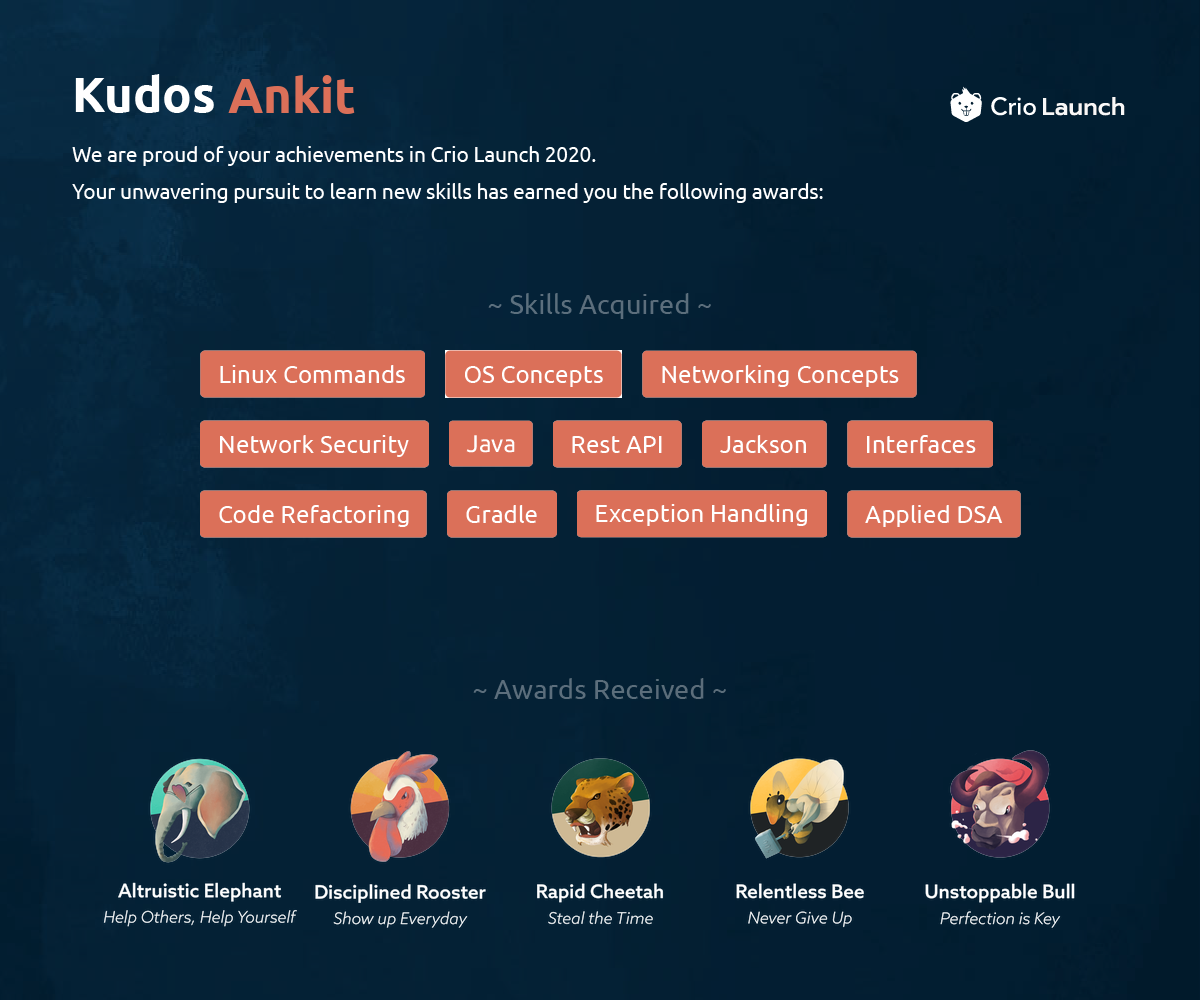 Kudos Ankit
Crio Launch
We are proud of your achievements in Crio Launch 2020.
Your unwavering pursuit to learn new skills has earned you the following awards:
~ Skills Acquired ~
Linux Commands OS Concepts Networking Concepts
Network Security Java Rest API Jackson Interfaces
Code Refactoring Gradle Exception Handling Applied DSA
~ Awards Received ~
Altruistic Elephant Disciplined Rooster Rapid Cheetah Relentless Bee Unstoppable Bull
Help Others, Help Yourself Show up Everyday Steal the Time Never Give Up Perfection is Key